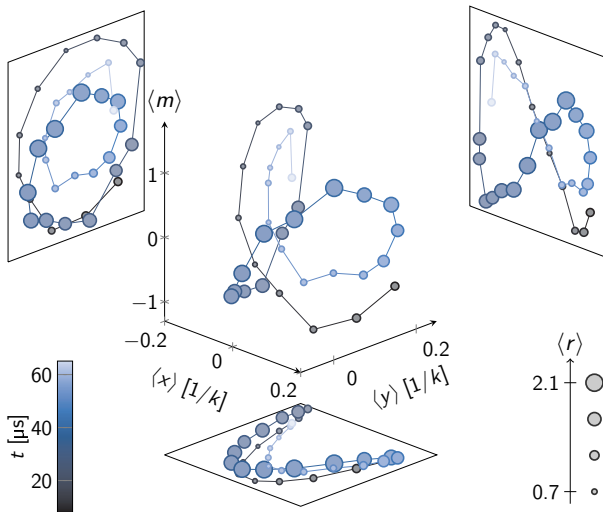 ⟨m⟩
1
0
−1
−0.2
0
0.2
⟨x⟩ [1/k]
0
0.2
⟨y⟩ [1/k]
60
40
20
t [µs]
⟨r⟩
2.1
0.7